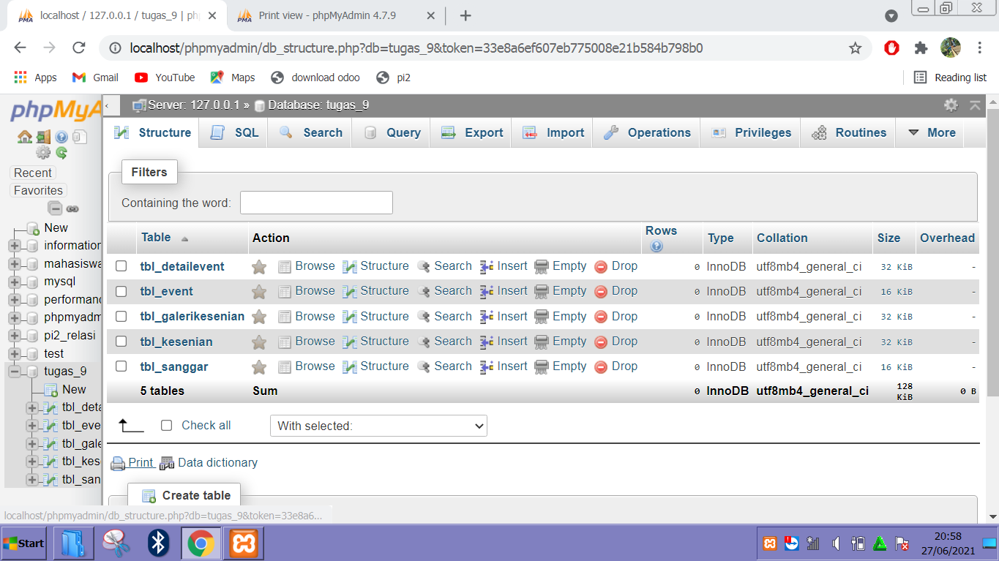 localhost / 127.0.0.1 / tugas_9 | ph
Print view - phpMyAdmin 4.7.9
localhost/phpmyadmin/db_structure.php?db=tugas_9&token=33e8a6ef607eb775008e21b584b798b0
Apps Gmail YouTube Maps download odoo pi2 Reading list
phpMyA
Recent
Favorites
New
information
mahasiswa
mysql
performanc
phpmyadm
pi2_relasi
test
tugas_9
New
tbl_deta
tbl_eve
tbl_gale
tbl_kes
tbl_san
Server: 127.0.0.1 » Database: tugas_9
Structure SQL Search Query Export Import Operations Privileges Routines More
Filters
Containing the word:
Table Action Rows Type Collation Size Overhead
tbl_detailevent Browse Structure Search Insert Empty Drop 0 InnoDB utf8mb4_general_ci 32 KiB -
tbl_event Browse Structure Search Insert Empty Drop 0 InnoDB utf8mb4_general_ci 16 KiB -
tbl_galerikesenian Browse Structure Search Insert Empty Drop 0 InnoDB utf8mb4_general_ci 32 KiB -
tbl_kesenian Browse Structure Search Insert Empty Drop 0 InnoDB utf8mb4_general_ci 32 KiB -
tbl_sanggar Browse Structure Search Insert Empty Drop 0 InnoDB utf8mb4_general_ci 16 KiB -
5 tables Sum 0 InnoDB utf8mb4_general_ci 128 KiB 0 B
Check all With selected:
Print Data dictionary
Create table
localhost/phpmyadmin/db_structure.php?db=tugas_9&token=33e8a6...
Start
20:58
27/06/2021